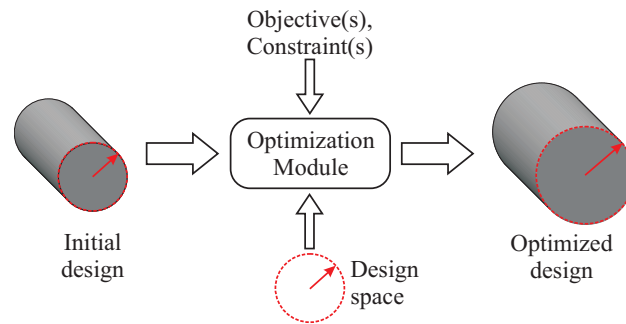 Objective(s),
Constraint(s)
Optimization
Module
Initial
design
Design
space
Optimized
design